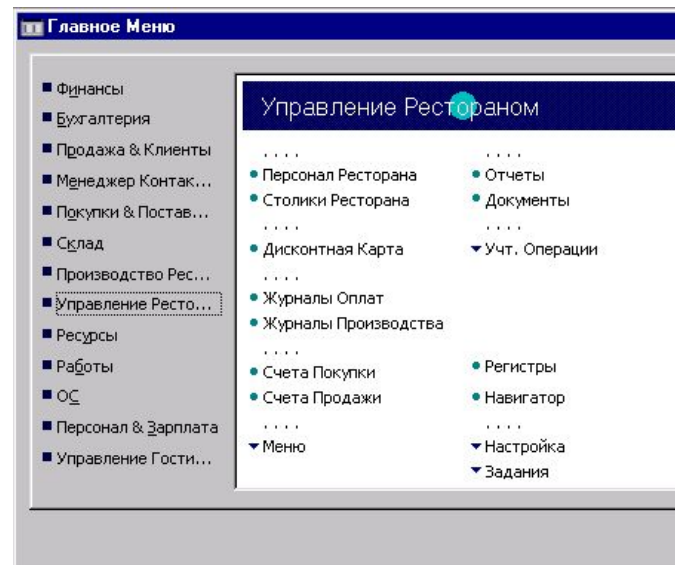 Главное Меню
Финансы
Бухгалтерия
Продажа & Клиенты
Менеджер Контак...
Покупки & Постав...
Склад
Производство Рес...
Управление Ресто...
Ресурсы
Работы
ОС
Персонал & Зарплата
Управление Гости...
Управление Рестораном
. . . .
Персонал Ресторана
Столики Ресторана
. . . .
Дисконтная Карта
. . . .
Журналы Оплат
Журналы Производства
. . . .
Счета Покупки
Счета Продажи
. . . .
Меню
. . . .
Отчеты
Документы
. . . .
Учт. Операции
Регистры
Навигатор
. . . .
Настройка
Задания